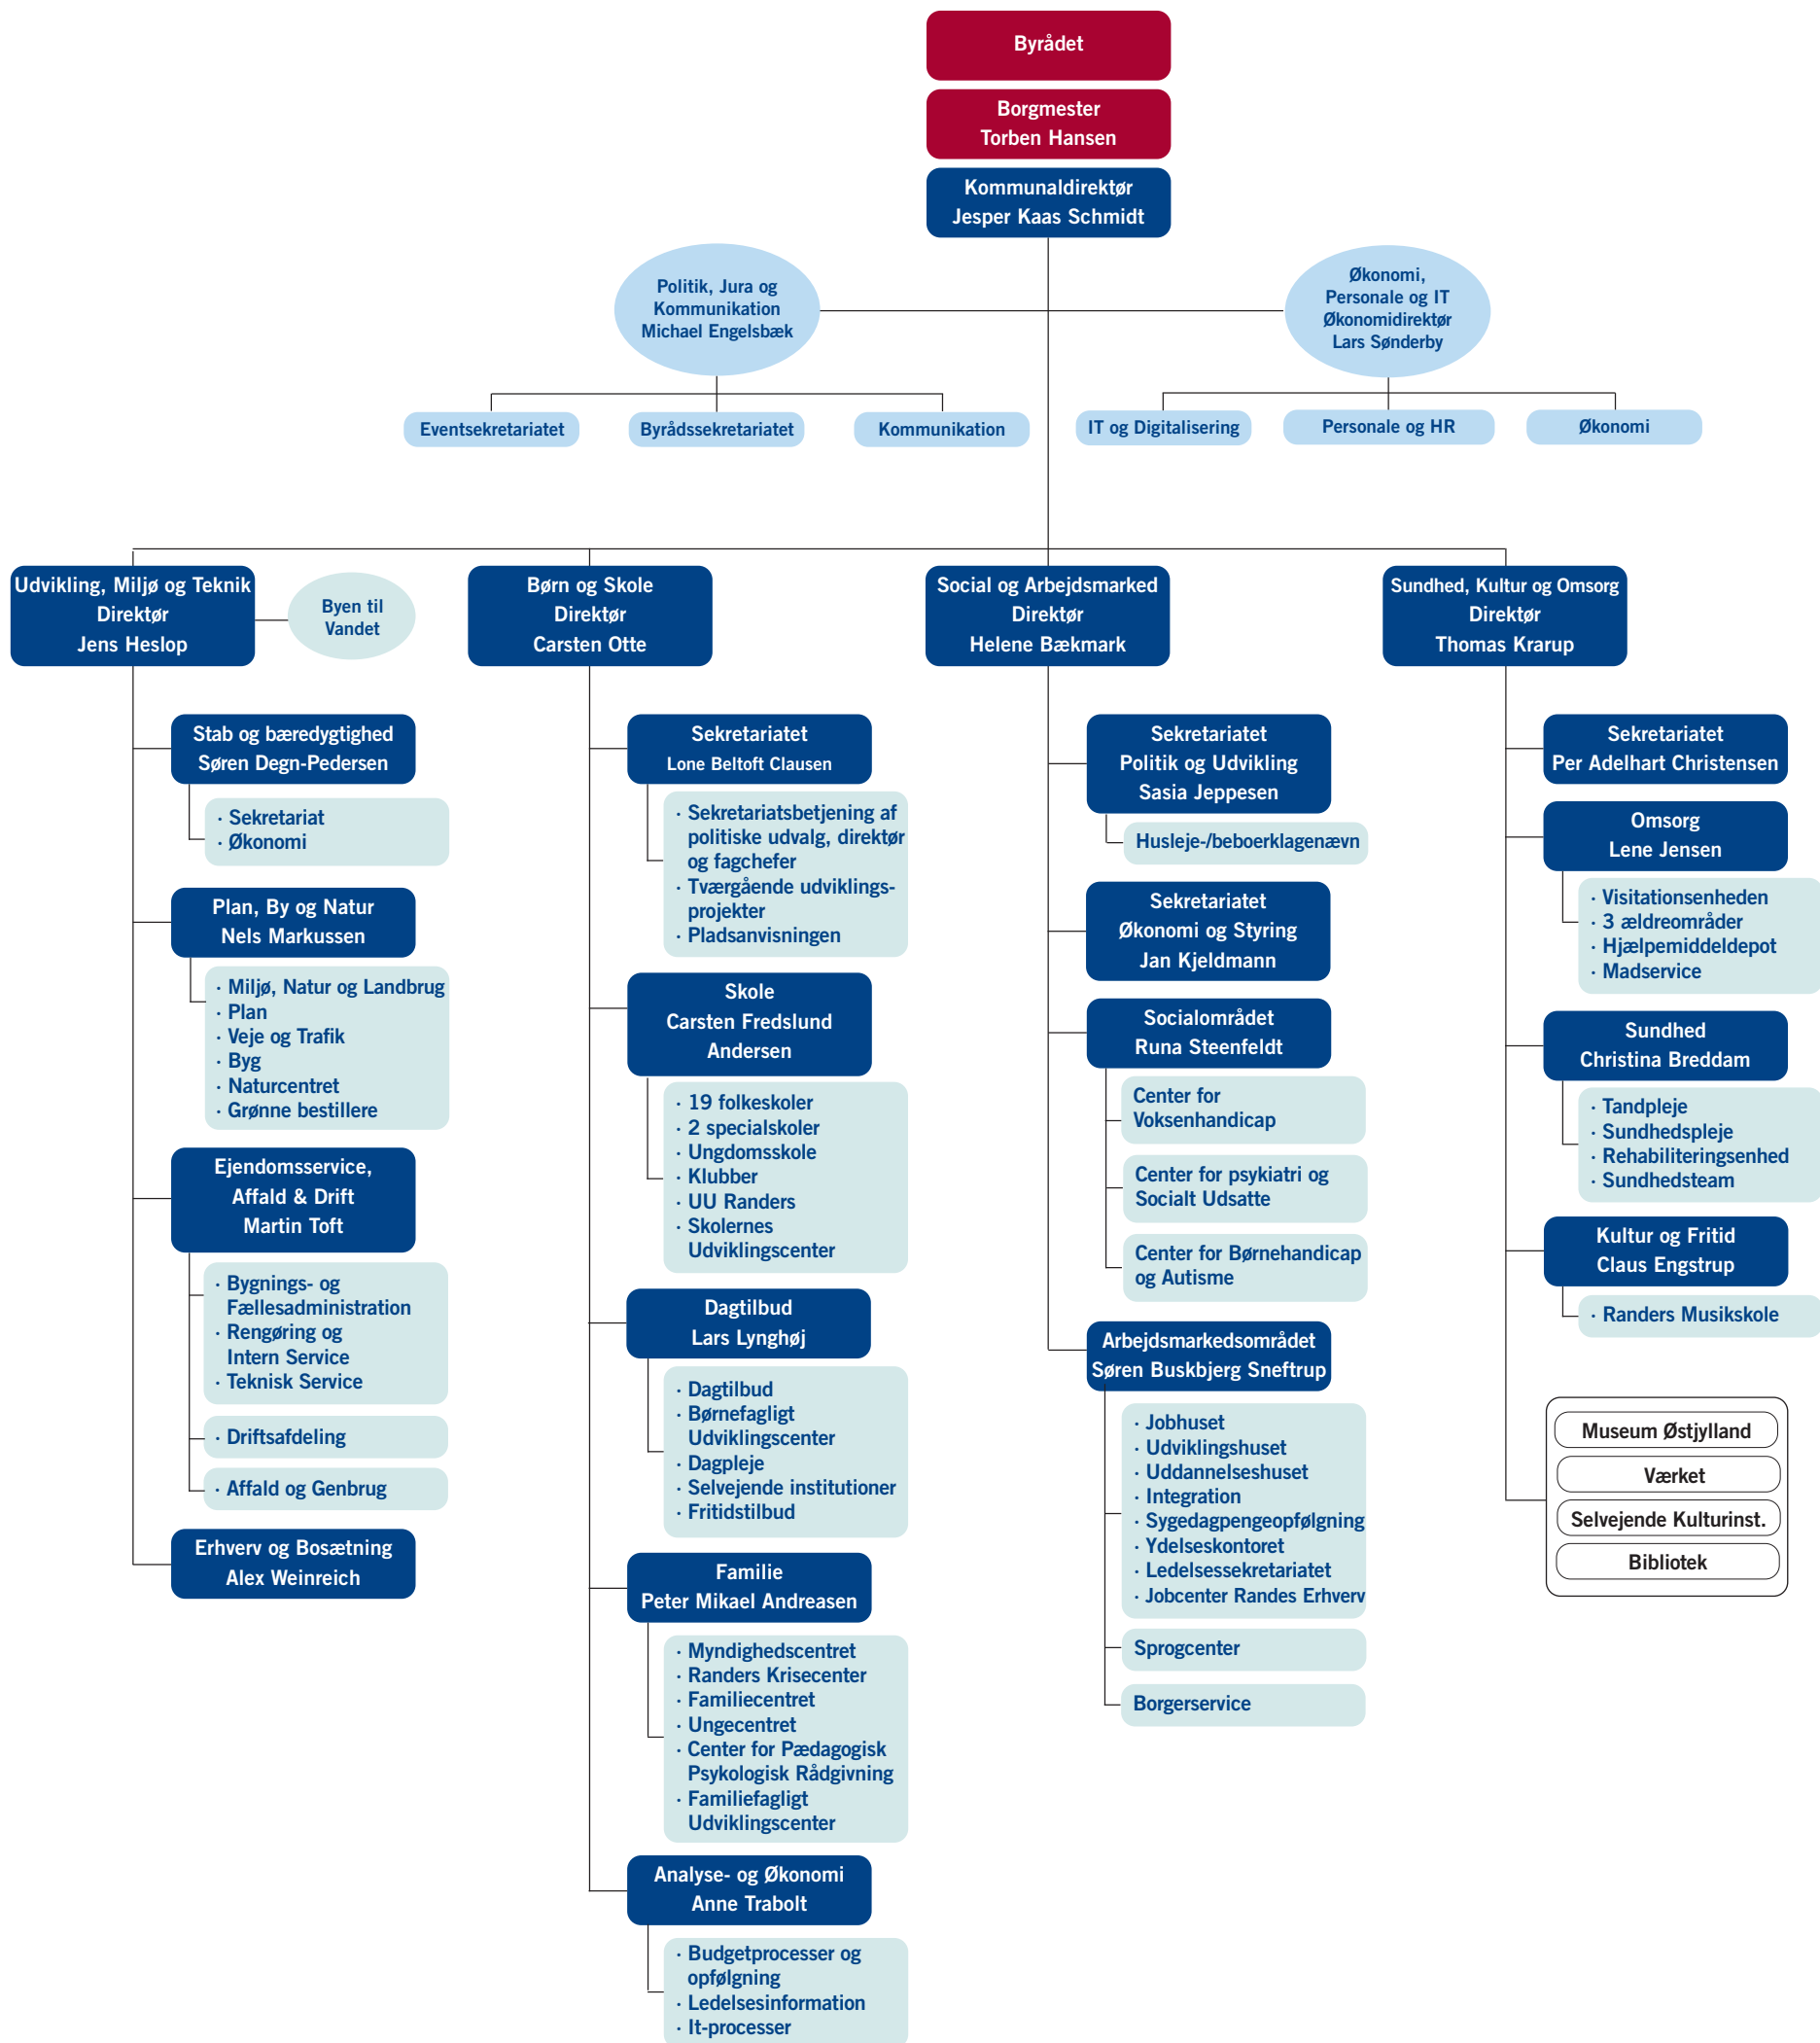 Byrådet
Borgmester
Torben Hansen
Kommunaldirektør
Jesper Kaas Schmidt
Politik, Jura og
Kommunikation
Michael Engelsbæk
Økonomi,
Personale og IT
Økonomidirektør
Lars Sønderby
Eventsekretariatet
Byrådssekretariatet
Kommunikation
IT og Digitalisering
Personale og HR
Økonomi
Udvikling, Miljø og Teknik
Direktør
Jens Heslop
Byen til
Vandet
Stab og bæredygtighed
Søren Degn-Pedersen
· Sekretariat
· Økonomi
Plan, By og Natur
Nels Markussen
· Miljø, Natur og Landbrug
· Plan
· Veje og Trafik
· Byg
· Naturcentret
· Grønne bestillere
Ejendomsservice,
Affald & Drift
Martin Toft
· Bygnings- og
Fællesadministration
· Rengøring og
Intern Service
· Teknisk Service
· Driftsafdeling
· Affald og Genbrug
Erhverv og Bosætning
Alex Weinreich
Børn og Skole
Direktør
Carsten Otte
Sekretariatet
Lone Beltoft Clausen
· Sekretariatsbetjening af
politiske udvalg, direktør
og fagchefer
· Tværgående udviklings-
projekter
· Pladsanvisningen
Skole
Carsten Fredslund
Andersen
· 19 folkeskoler
· 2 specialskoler
· Ungdomsskole
· Klubber
· UU Randers
· Skolernes
Udviklingscenter
Dagtilbud
Lars Lynghøj
· Dagtilbud
· Børnefagligt
Udviklingscenter
· Dagpleje
· Selvejende institutioner
· Fritidstilbud
Familie
Peter Mikael Andreasen
· Myndighedscentret
· Randers Krisecenter
· Familiecentret
· Ungecentret
· Center for Pædagogisk
Psykologisk Rådgivning
· Familiefagligt
Udviklingscenter
Analyse- og Økonomi
Anne Trabolt
· Budgetprocesser og
opfølgning
· Ledelsesinformation
· It-processer
Social og Arbejdsmarked
Direktør
Helene Bækmark
Sekretariatet
Politik og Udvikling
Sasia Jeppesen
Husleje-/beboerklagenævn
Sekretariatet
Økonomi og Styring
Jan Kjeldmann
Socialområdet
Runa Steenfeldt
Center for
Voksenhandicap
Center for psykiatri og
Socialt Udsatte
Center for Børnehandicap
og Autisme
Arbejdsmarkedsområdet
Søren Buskbjerg Sneftrup
· Jobhuset
· Udviklingshuset
· Uddannelseshuset
· Integration
· Sygedagpengeopfølgning
· Ydelseskontoret
· Ledelsessekretariatet
· Jobcenter Randes Erhverv
Sprogcenter
Borgerservice
Sundhed, Kultur og Omsorg
Direktør
Thomas Krarup
Sekretariatet
Per Adelhart Christensen
Omsorg
Lene Jensen
· Visitationsenheden
· 3 ældreområder
· Hjælpemiddeldepot
· Madservice
Sundhed
Christina Breddam
· Tandpleje
· Sundhedspleje
· Rehabiliteringsenhed
· Sundhedsteam
Kultur og Fritid
Claus Engstrup
· Randers Musikskole
Museum Østjylland
Værket
Selvejende Kulturinst.
Bibliotek